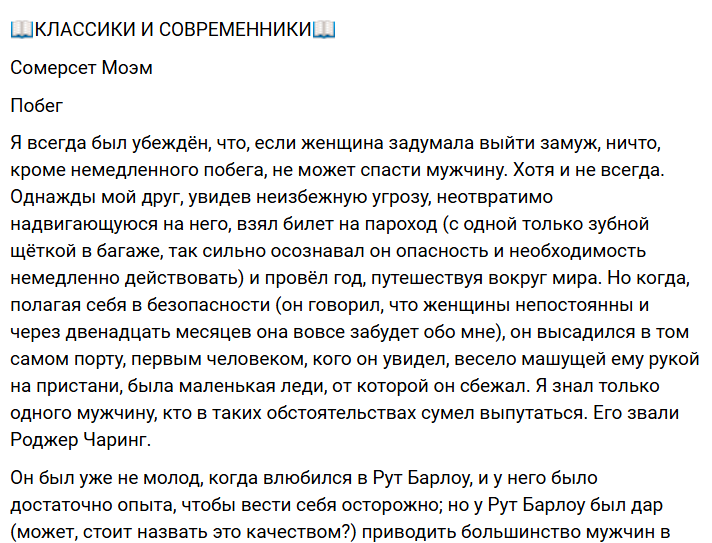 📖КЛАССИКИ И СОВРЕМЕННИКИ📖
Сомерсет Моэм
Побег
Я всегда был убеждён, что, если женщина задумала выйти замуж, ничто,
кроме немедленного побега, не может спасти мужчину. Хотя и не всегда.
Однажды мой друг, увидев неизбежную угрозу, неотвратимо
надвигающуюся на него, взял билет на пароход (с одной только зубной
щёткой в багаже, так сильно осознавал он опасность и необходимость
немедленно действовать) и провёл год, путешествуя вокруг мира. Но когда,
полагая себя в безопасности (он говорил, что женщины непостоянны и
через двенадцать месяцев она вовсе забудет обо мне), он высадился в том
самом порту, первым человеком, кого он увидел, весело машущей ему рукой
на пристани, была маленькая леди, от которой он сбежал. Я знал только
одного мужчину, кто в таких обстоятельствах сумел выпутаться. Его звали
Роджер Чаринг.
Он был уже не молод, когда влюбился в Рут Барлоу, и у него было
достаточно опыта, чтобы вести себя осторожно; но у Рут Барлоу был дар
(может, стоит назвать это качеством?) приводить большинство мужчин в